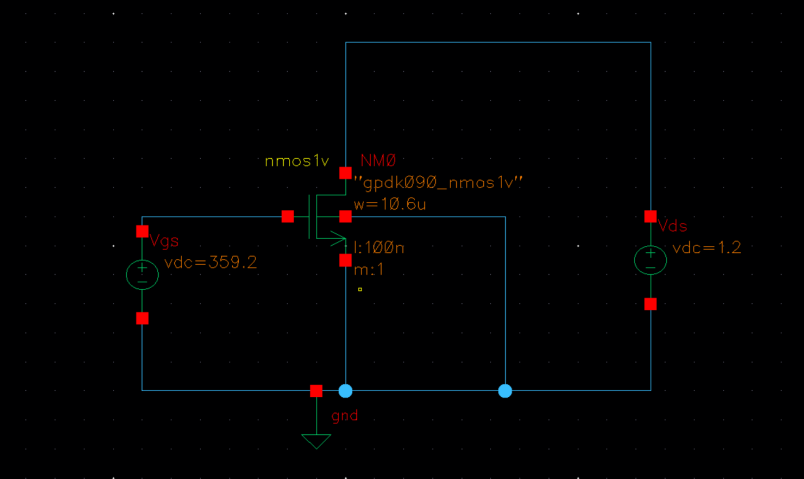 nmos1v NM0
"gpdk090_nmos1v"
w=10.6u
l:100n
m:1
Vgs
vdc=359.2
Vds
vdc=1.2
gnd